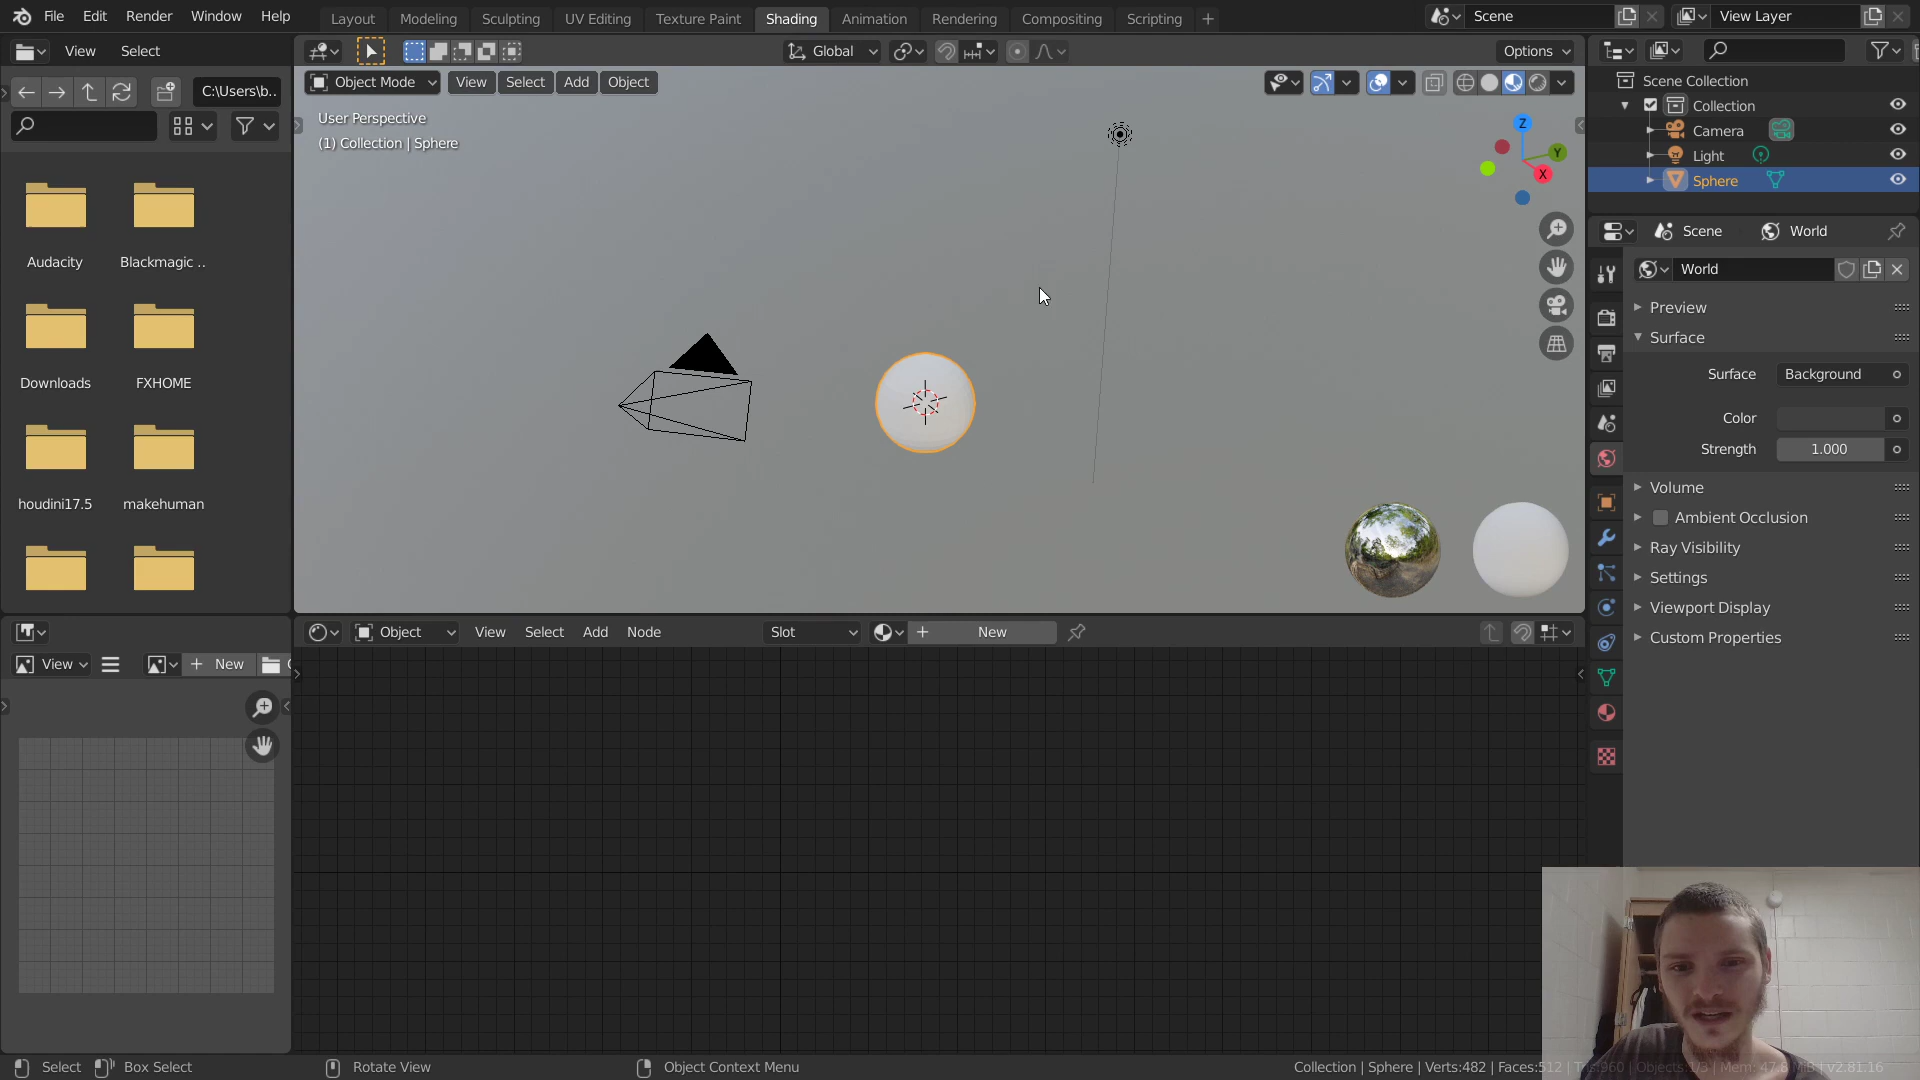 File Edit Render Window Help
Layout Modeling Sculpting UV Editing Texture Paint Shading Animation Rendering Compositing Scripting +
Scene
View Layer
View Select
Global
Options
C:\Users\b..
Object Mode View Select Add Object
User Perspective
(1) Collection | Sphere
Z
Y
X
Audacity Blackmagic ..
Downloads FXHOME
houdini17.5 makehuman
Scene Collection
Collection
Camera
Light
Sphere
Scene World
World
Preview
Surface
Surface Background
Color
Strength 1.000
Volume
Ambient Occlusion
Ray Visibility
Settings
Viewport Display
Custom Properties
View + New
Object View Select Add Node Slot + New
Select Box Select Rotate View Object Context Menu
Collection | Sphere | Verts:482 | Faces:512 | Tris:960 | Objects:1/3 | Mem: 47.8 MiB | v2.81.16